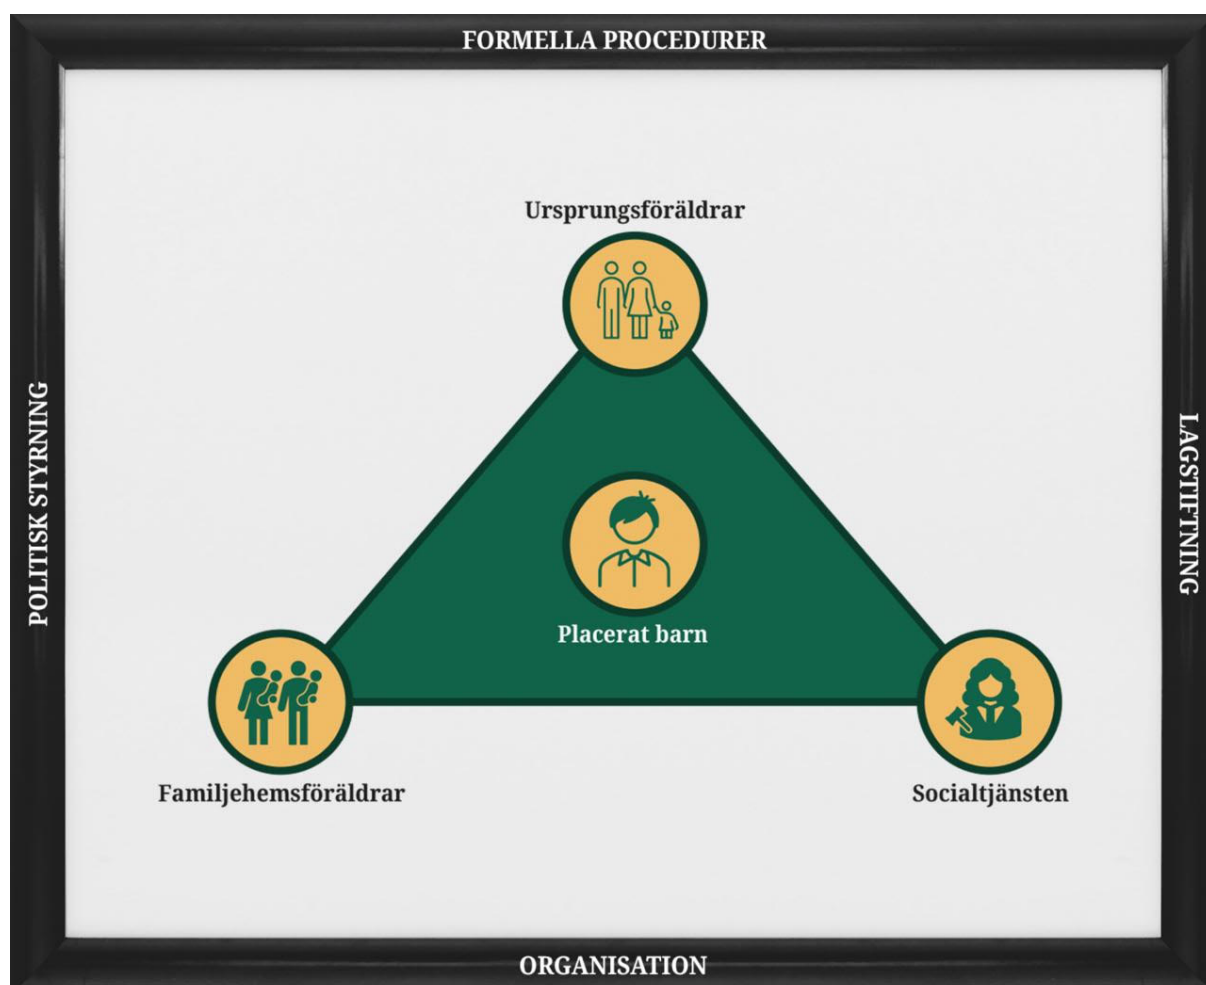 FORMELLA PROCEDURER
Ursprungsföräldrar
POLITISK STYRNING
LAGSTIFTNING
Placerat barn
Familjehemsföräldrar
Socialtjänsten
ORGANISATION